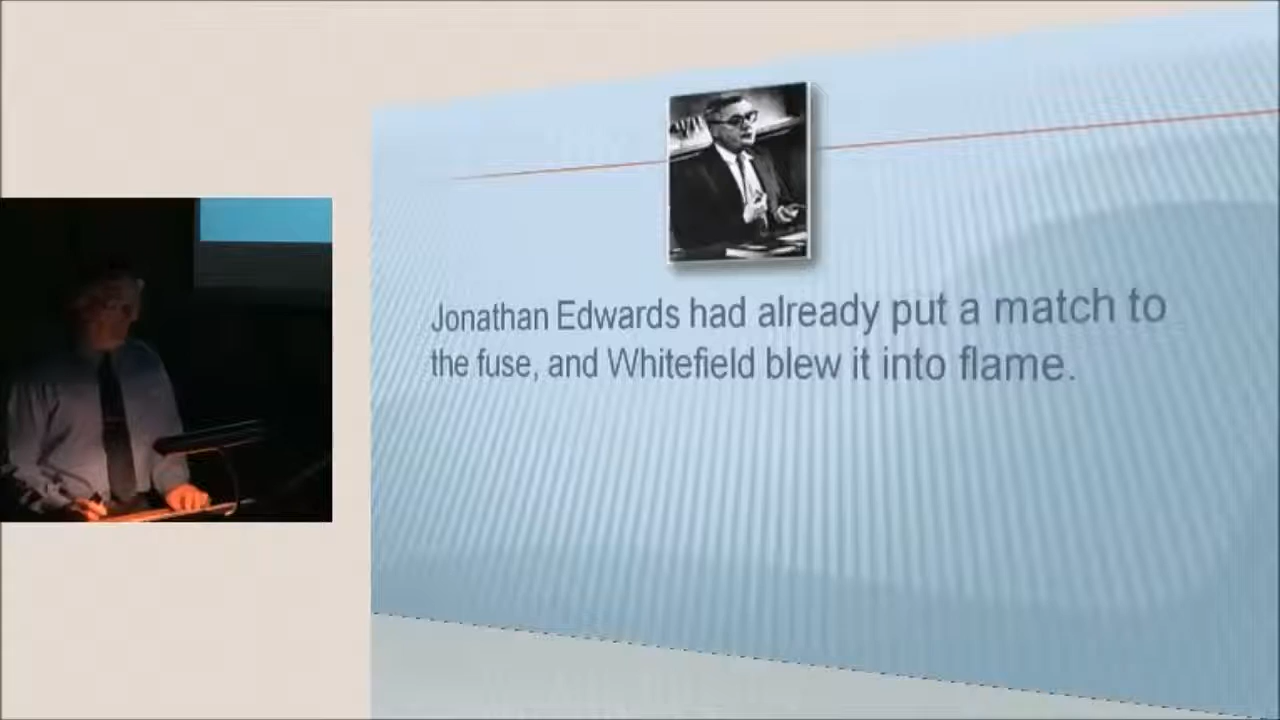 Jonathan Edwards had already put a match to
the fuse, and Whitefield blew it into flame.